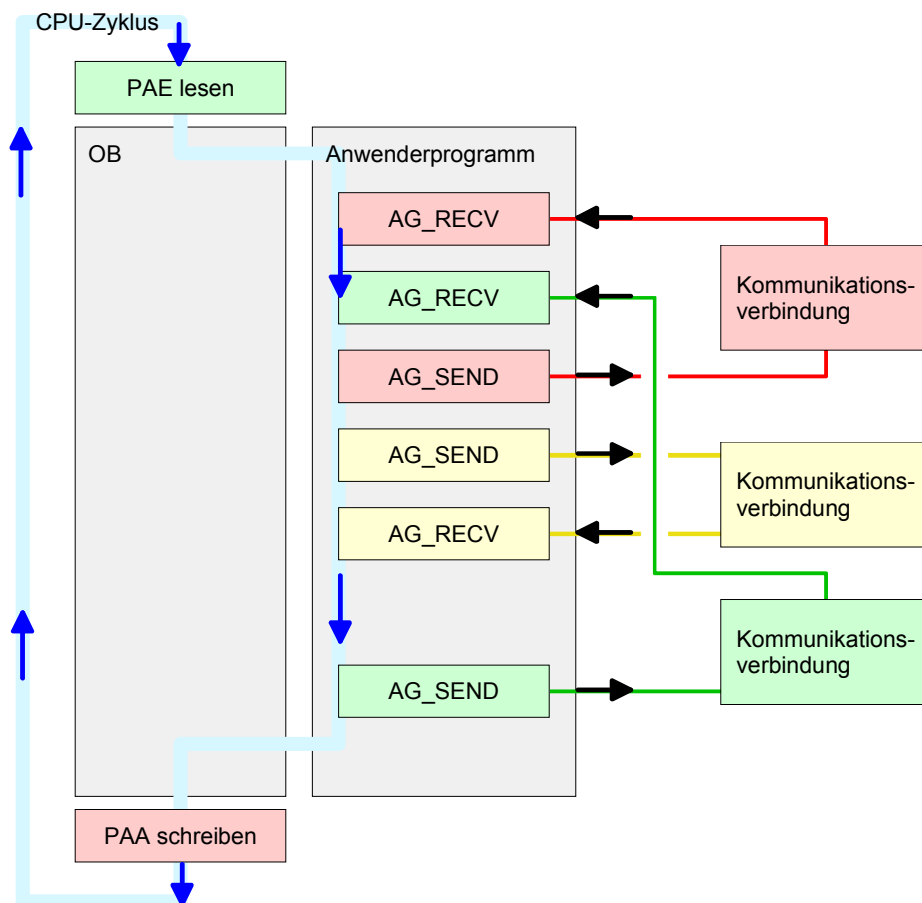 CPU-Zyklus
PAE lesen
OB
Anwenderprogramm
AG_RECV
AG_RECV
AG_SEND
AG_SEND
AG_RECV
AG_SEND
Kommunikations-
verbindung
Kommunikations-
verbindung
Kommunikations-
verbindung
PAA schreiben